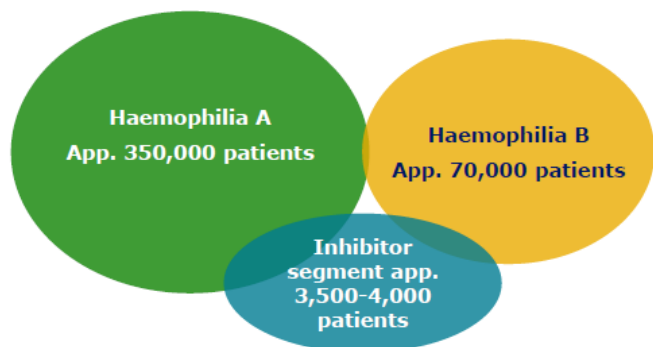 Haemophilia A
App. 350,000 patients
Haemophilia B
App. 70,000 patients
Inhibitor
segment app.
3,500-4,000
patients